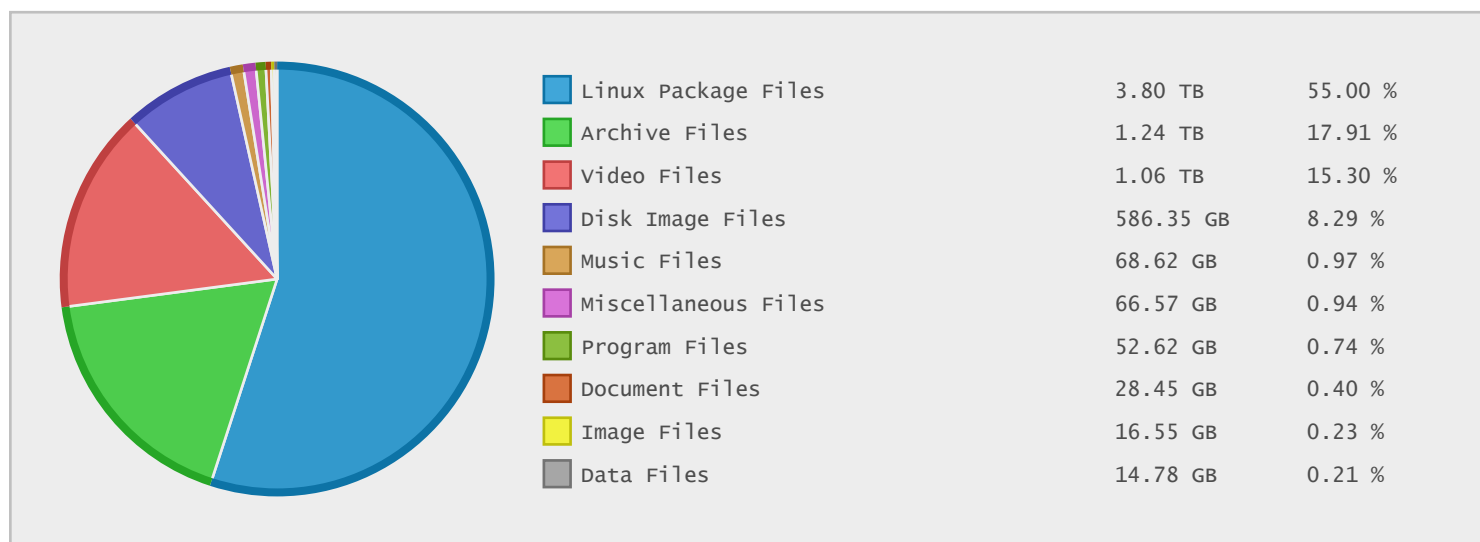 Linux Package Files 3.80 TB 55.00 %
Archive Files 1.24 TB 17.91 %
Video Files 1.06 TB 15.30 %
Disk Image Files 586.35 GB 8.29 %
Music Files 68.62 GB 0.97 %
Miscellaneous Files 66.57 GB 0.94 %
Program Files 52.62 GB 0.74 %
Document Files 28.45 GB 0.40 %
Image Files 16.55 GB 0.23 %
Data Files 14.78 GB 0.21 %